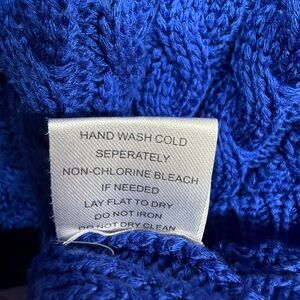 HAND WASH COLD
SEPERATELY
NON-CHLORINE BLEACH
IF NEEDED
LAY FLAT TO DRY
DO NOT IRON
DO NOT DRY CLEAN